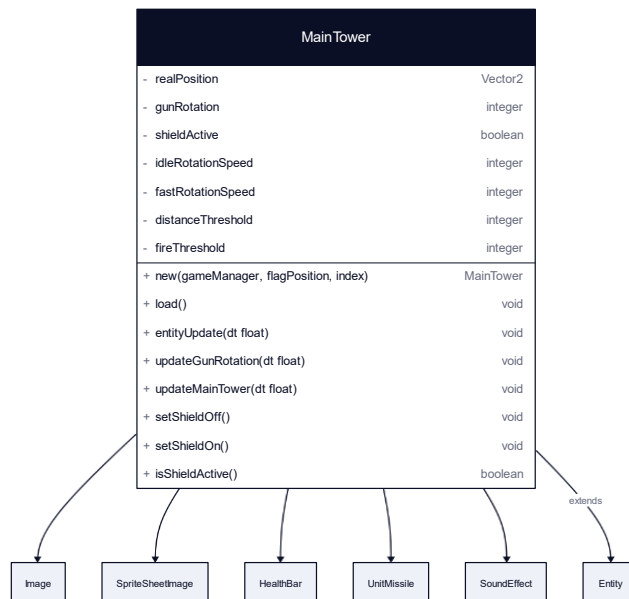 MainTower
- realPosition Vector2
- gunRotation integer
- shieldActive boolean
- idleRotationSpeed integer
- fastRotationSpeed integer
- distanceThreshold integer
- fireThreshold integer
+ new(gameManager, flagPosition, index) MainTower
+ load() void
+ entityUpdate(dt float) void
+ updateGunRotation(dt float) void
+ updateMainTower(dt float) void
+ setShieldOff() void
+ setShieldOn() void
+ isShieldActive() boolean
extends
Image SpriteSheetImage HealthBar UnitMissile SoundEffect Entity